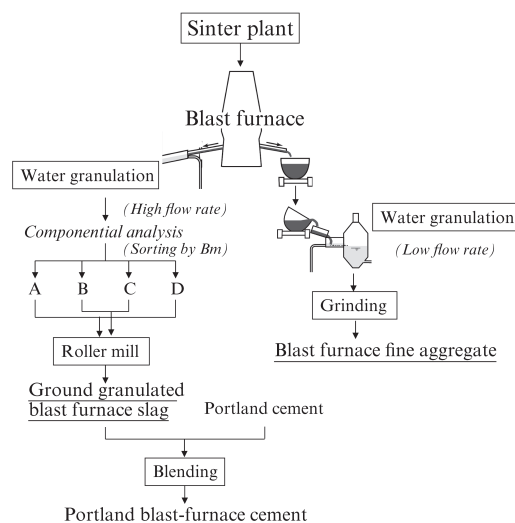 Sinter plant
Blast furnace
Water granulation
(High flow rate)
Componential analysis
(Sorting by Bm)
A B C D
Roller mill
Ground granulated
blast furnace slag
Portland cement
Blending
Portland blast-furnace cement
Water granulation
(Low flow rate)
Grinding
Blast furnace fine aggregate